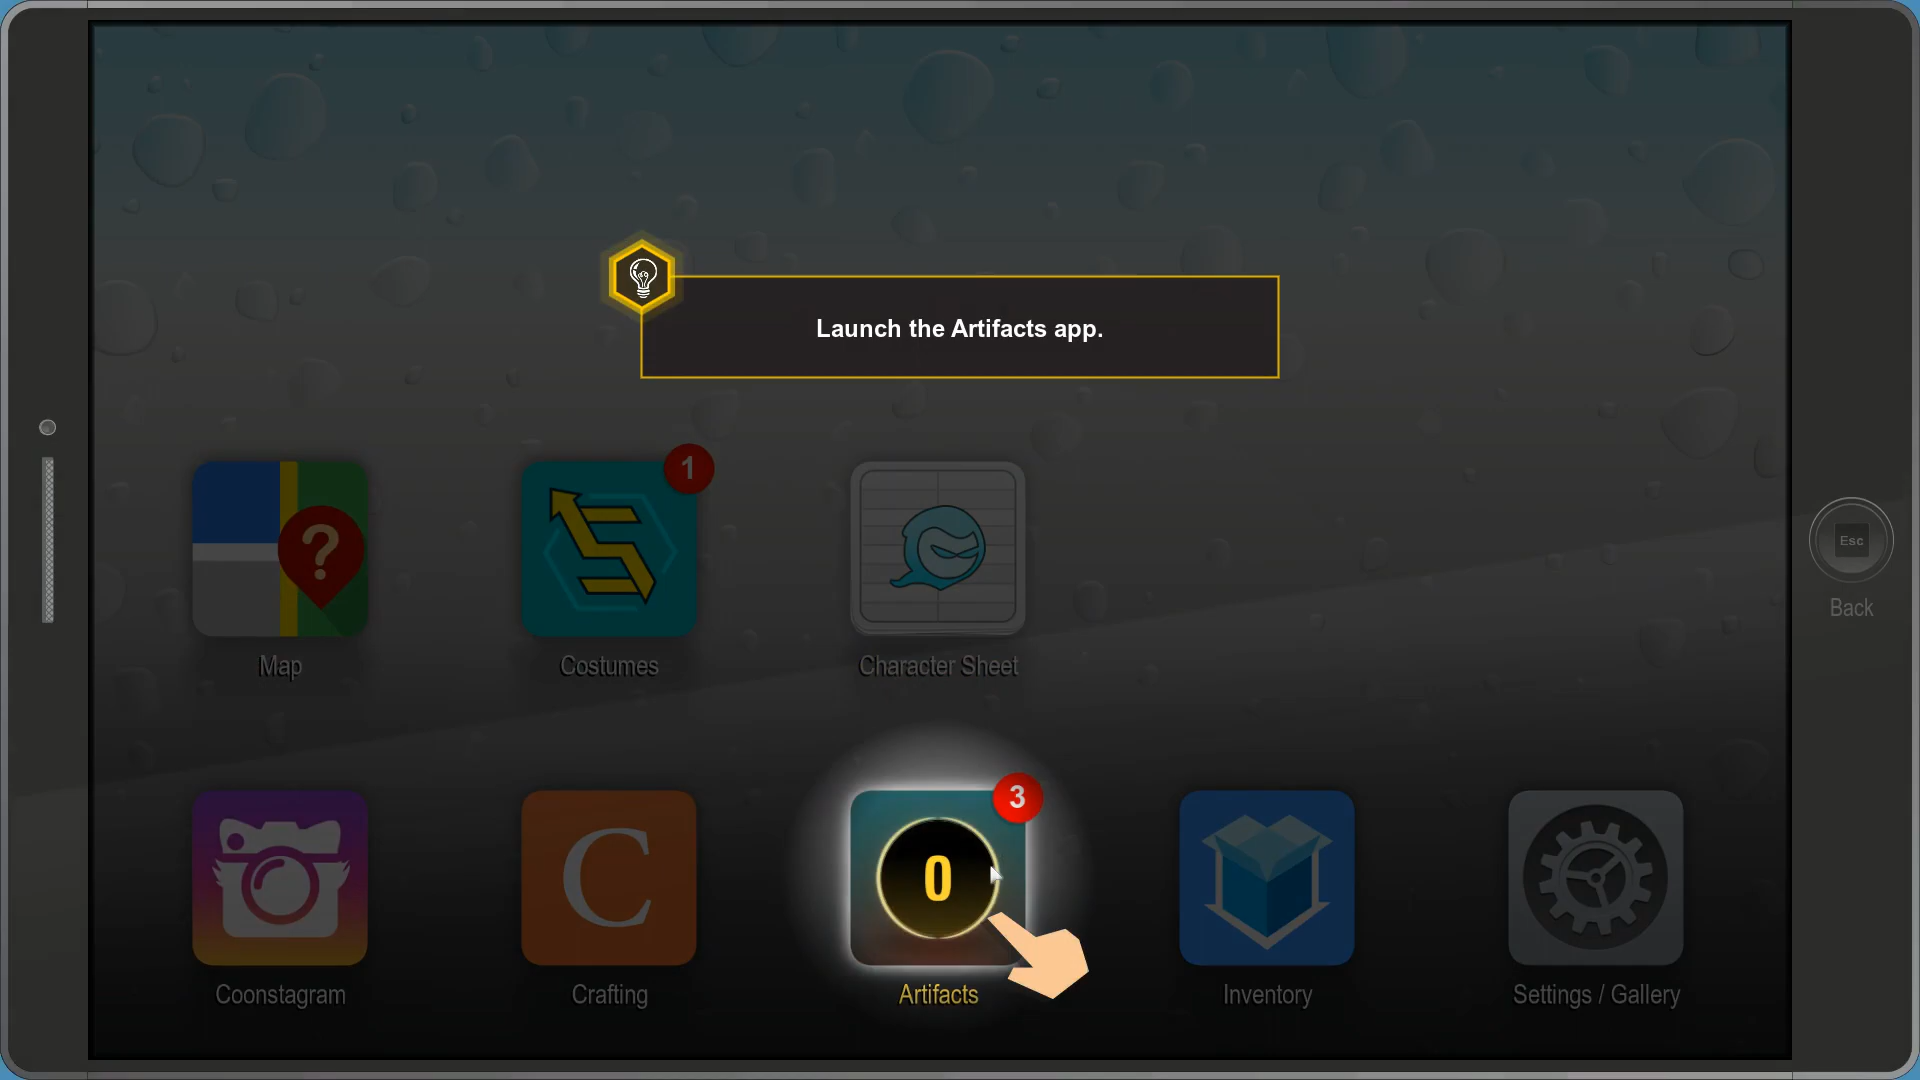 Launch the Artifacts app.
1
?
Esc
Back
Map
Costumes
Character Sheet
3
C
0
Coonstagram
Crafting
Artifacts
Inventory
Settings / Gallery